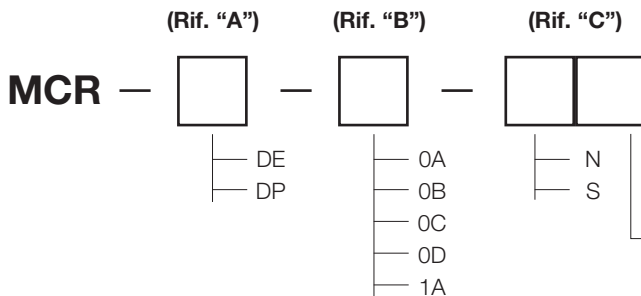 (Rif. “A”) (Rif. “B”) (Rif. “C”)
MCR — — —
DE 0A N
DP 0B S
0C
0D
1A